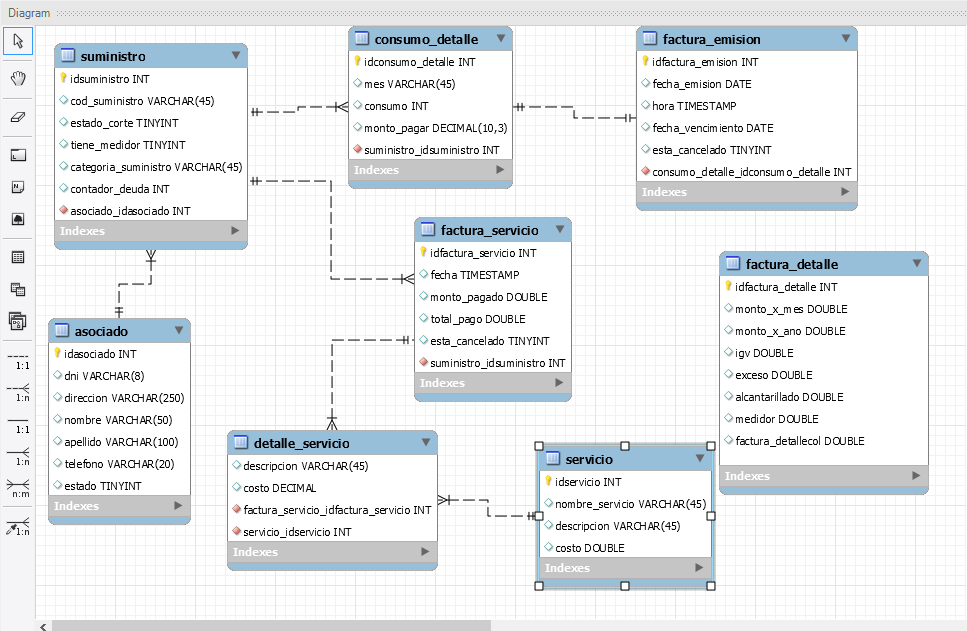 Diagram
suministro
idsuministro INT
cod_suministro VARCHAR(45)
estado_corte TINYINT
tiene_medidor TINYINT
categoria_suministro VARCHAR(45)
contador_deuda INT
asociado_idasociado INT
Indexes
consumo_detalle
idconsumo_detalle INT
mes VARCHAR(45)
consumo INT
monto_pagar DECIMAL(10,3)
suministro_idsuministro INT
Indexes
factura_emision
idfactura_emision INT
fecha_emision DATE
hora TIMESTAMP
fecha_vencimiento DATE
esta_cancelado TINYINT
consumo_detalle_idconsumo_detalle INT
Indexes
factura_servicio
idfactura_servicio INT
fecha TIMESTAMP
monto_pagado DOUBLE
total_pago DOUBLE
esta_cancelado TINYINT
suministro_idsuministro INT
Indexes
factura_detalle
idfactura_detalle INT
monto_x_mes DOUBLE
monto_x_ano DOUBLE
igv DOUBLE
exceso DOUBLE
alcantarillado DOUBLE
medidor DOUBLE
factura_detallecol DOUBLE
Indexes
asociado
idasociado INT
dni VARCHAR(8)
direccion VARCHAR(250)
nombre VARCHAR(50)
apellido VARCHAR(100)
telefono VARCHAR(20)
estado TINYINT
Indexes
detalle_servicio
descripcion VARCHAR(45)
costo DECIMAL
factura_servicio_idfactura_servicio INT
servicio_idservicio INT
Indexes
servicio
idservicio INT
nombre_servicio VARCHAR(45)
descripcion VARCHAR(45)
costo DOUBLE
Indexes
1:1
1:n
1:1
1:n
n:m
1:n